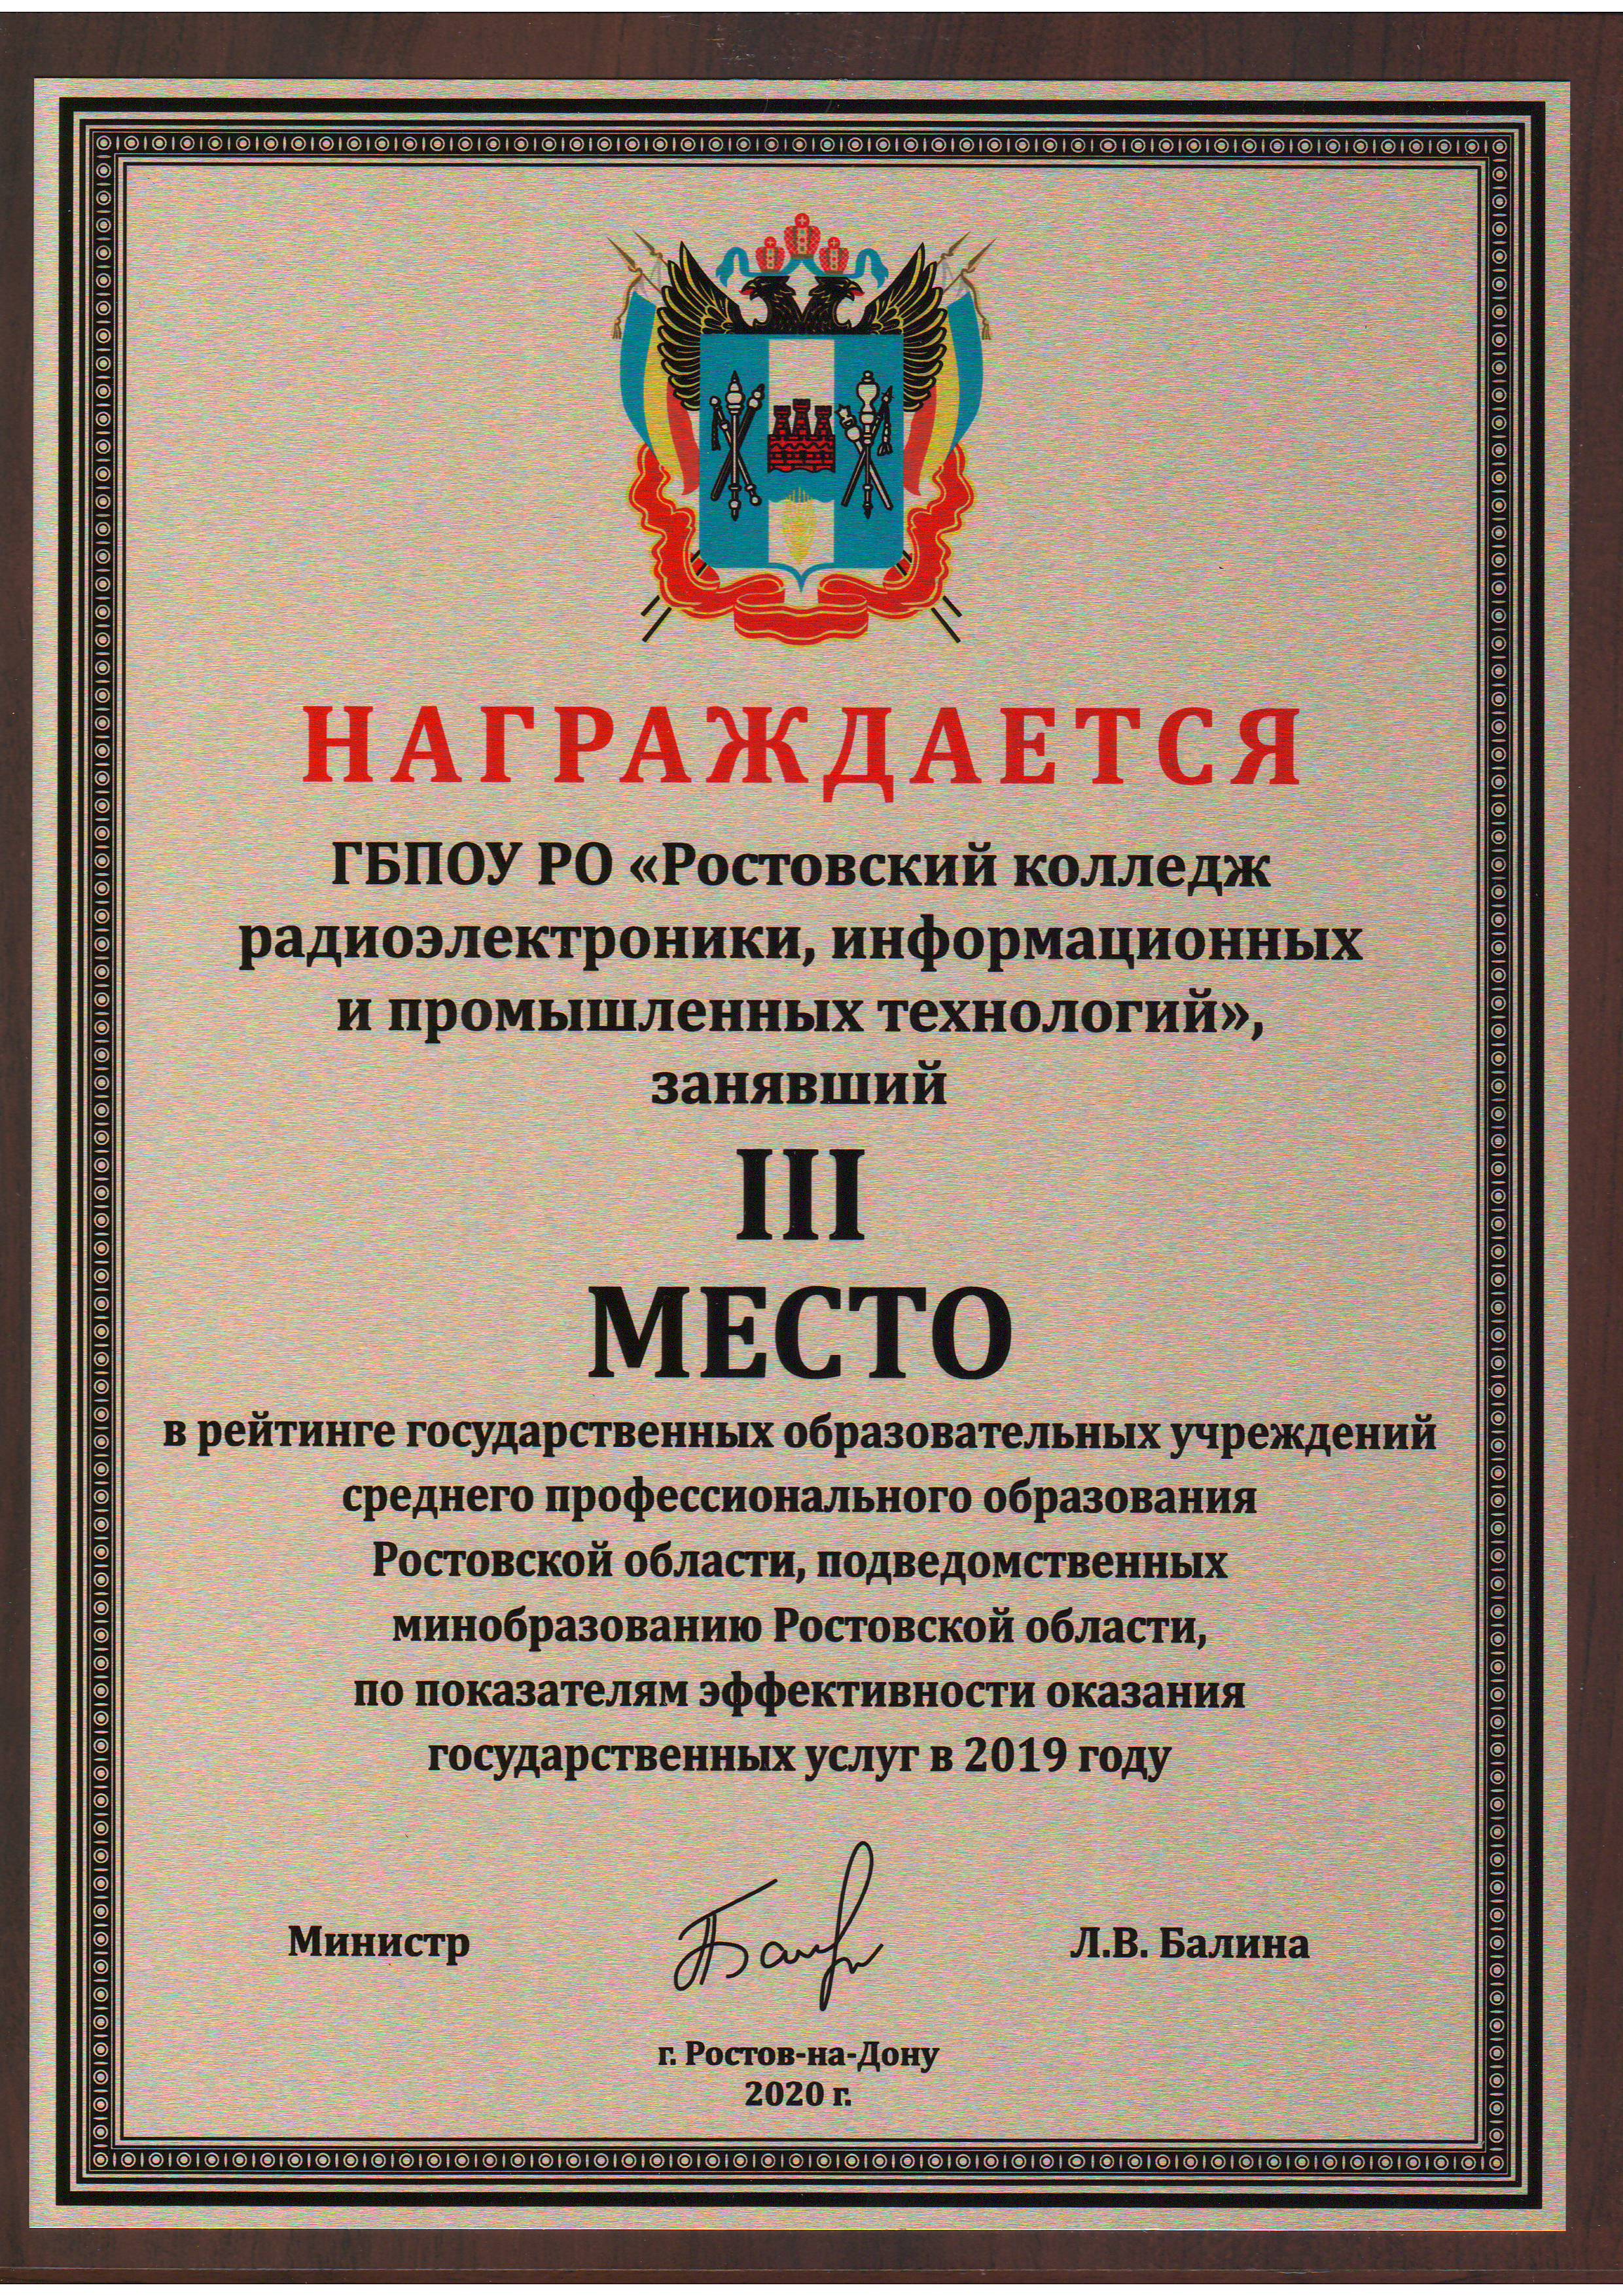 НАГРАЖДАЕТСЯ
ГБПОУ РО «Ростовский колледж
радиоэлектроники, информационных
и промышленных технологий»,
занявший
III
МЕСТО
в рейтинге государственных образовательных учреждений
среднего профессионального образования
Ростовской области, подведомственных
минобразованию Ростовской области,
по показателям эффективности оказания
государственных услуг в 2019 году
Министр
Л.В. Балина
г. Ростов-на-Дону
2020 г.